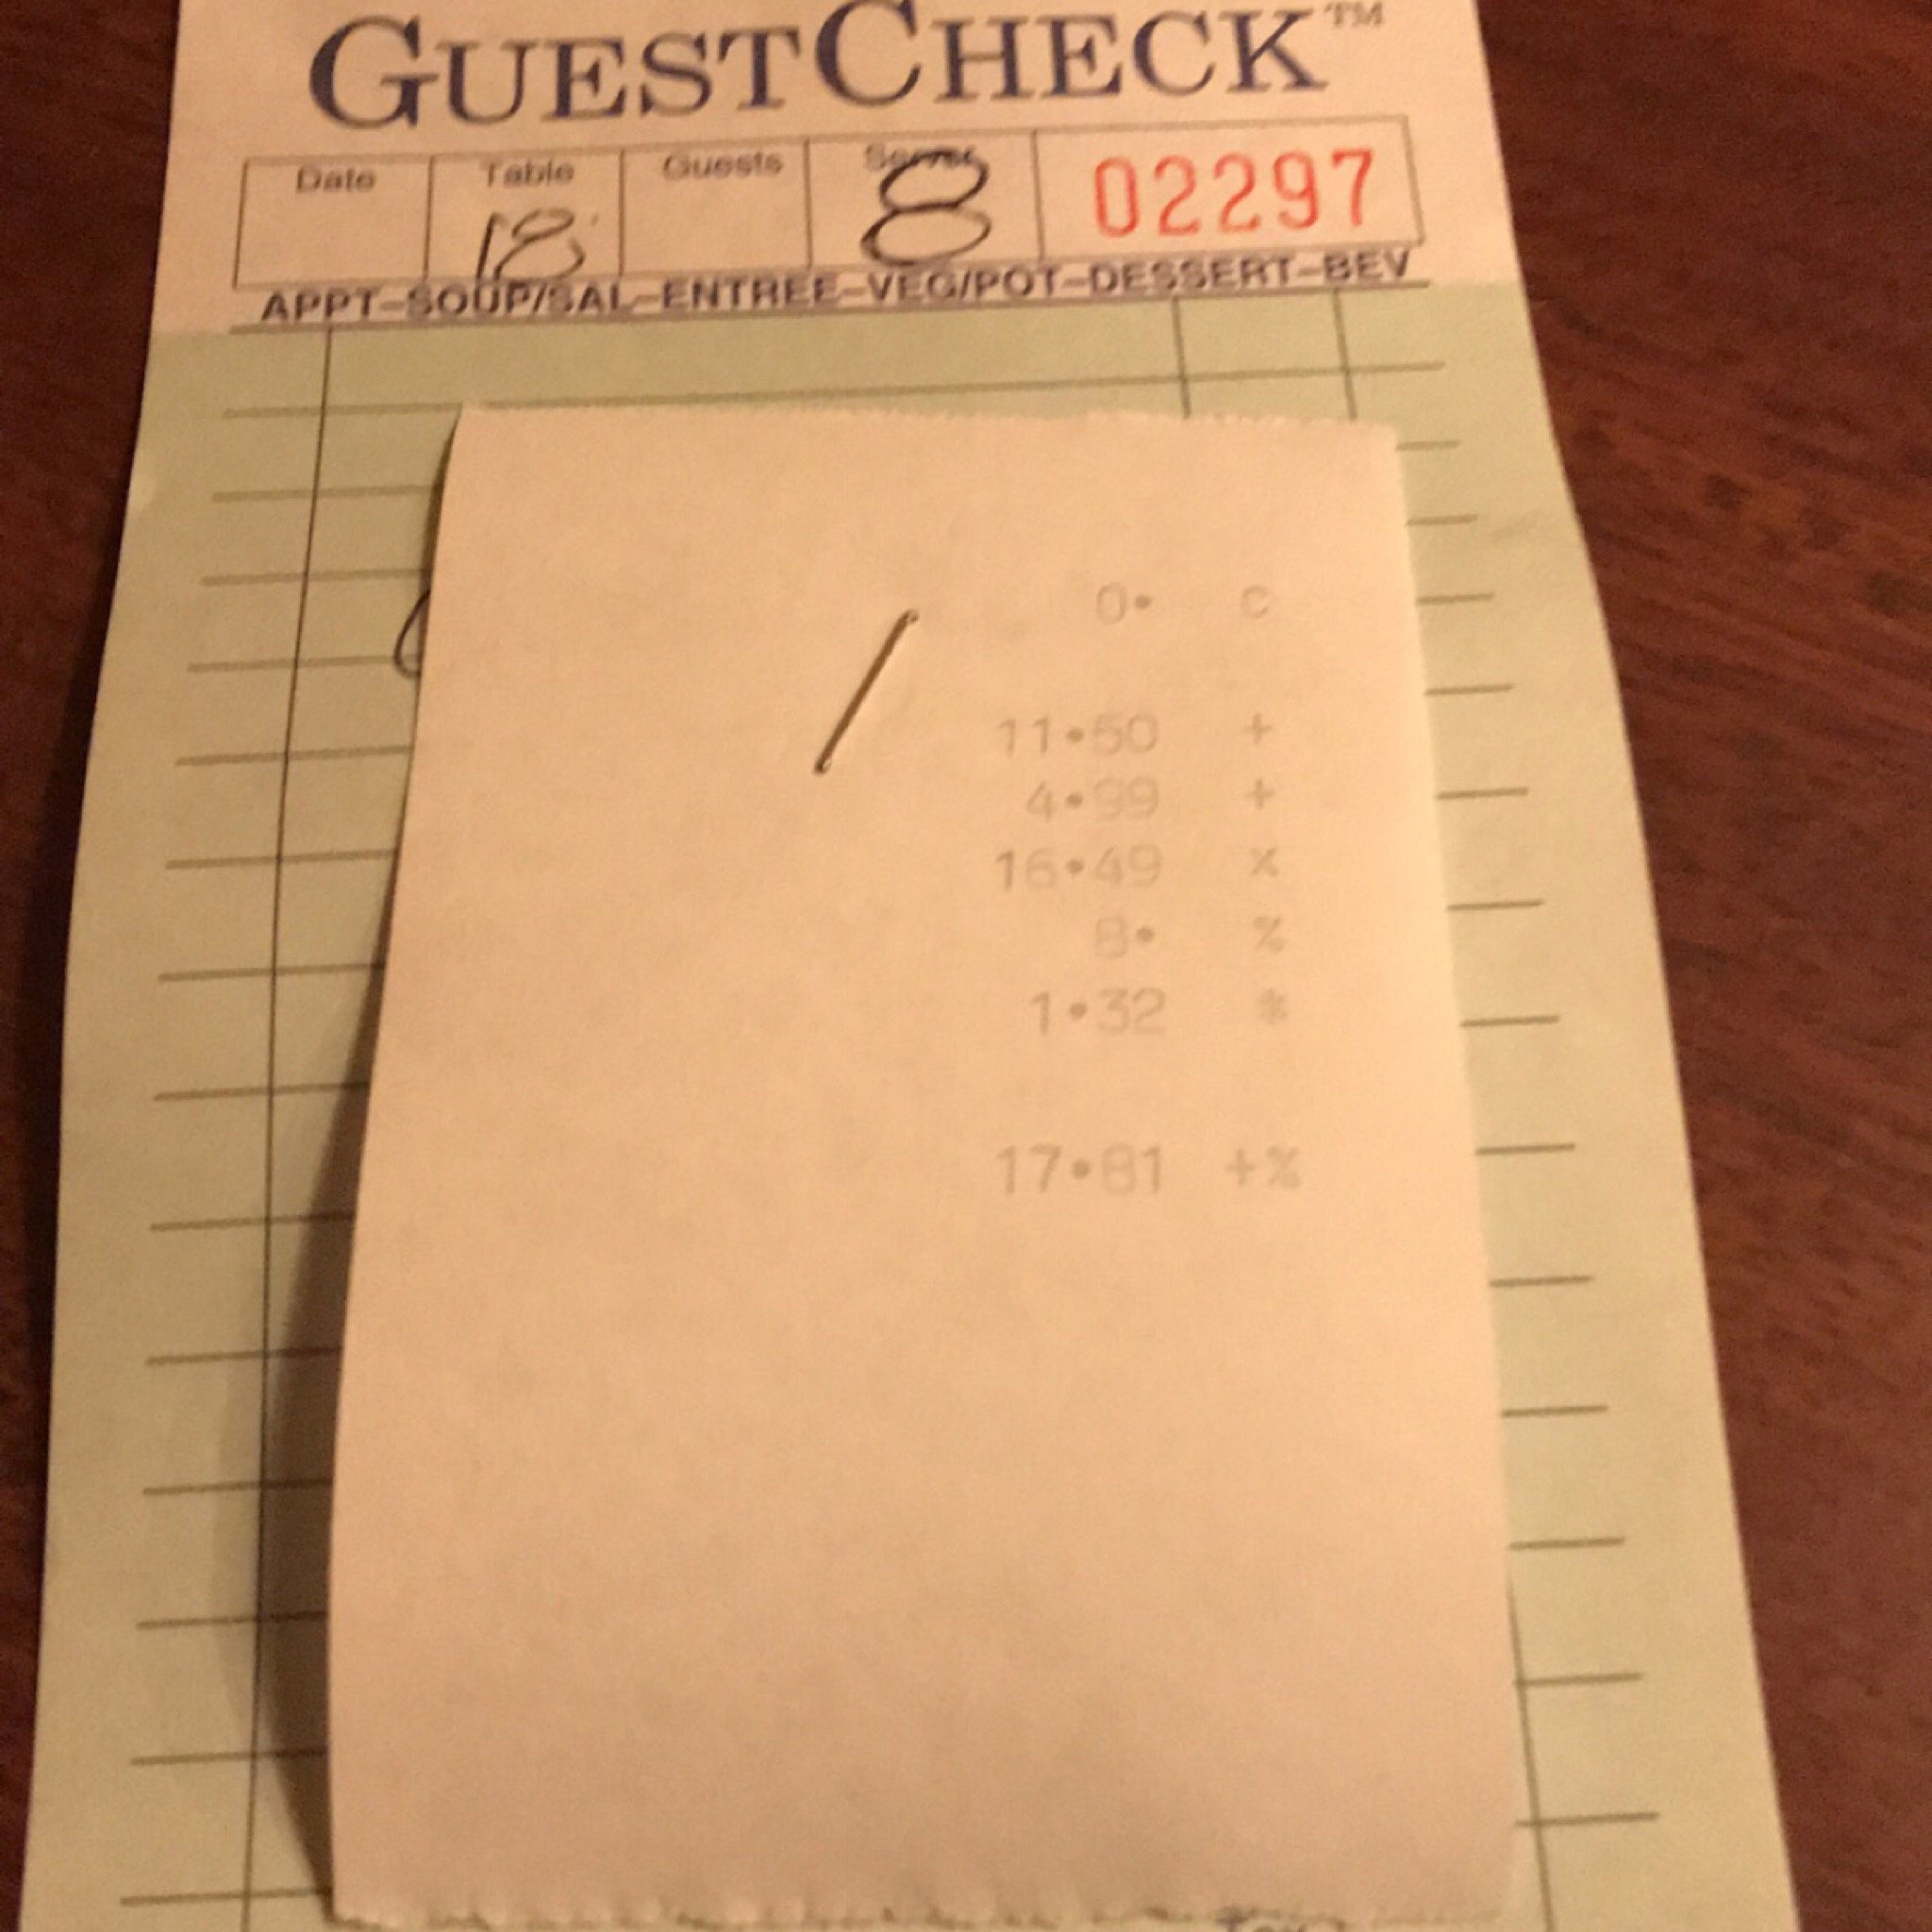 GUESTCHECK™
Date Table Guests Server 02297
18 8
APPT-SOUP/SAL-ENTREE-VEG/POT-DESSERT-BEV
0• C
11•50 +
4•99 +
16•49 ×
8• %
1•32 *
17•81 +%